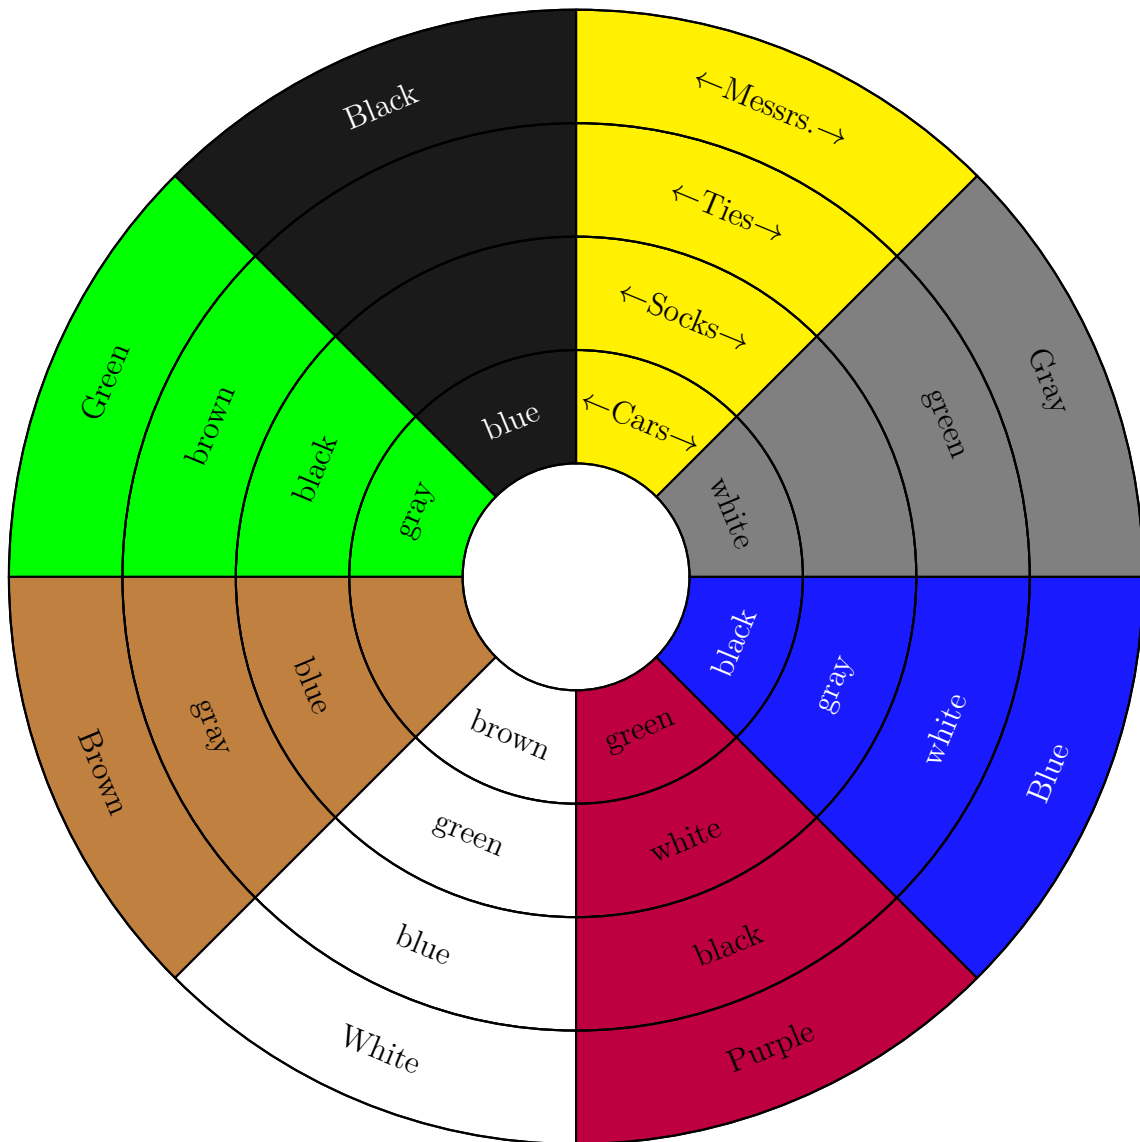 ←Messrs.→
←Ties→
←Socks→
←Cars→
Gray
green
white
Blue
white
gray
black
Purple
black
white
green
White
blue
green
brown
Brown
gray
blue
Green
brown
black
gray
Black
blue